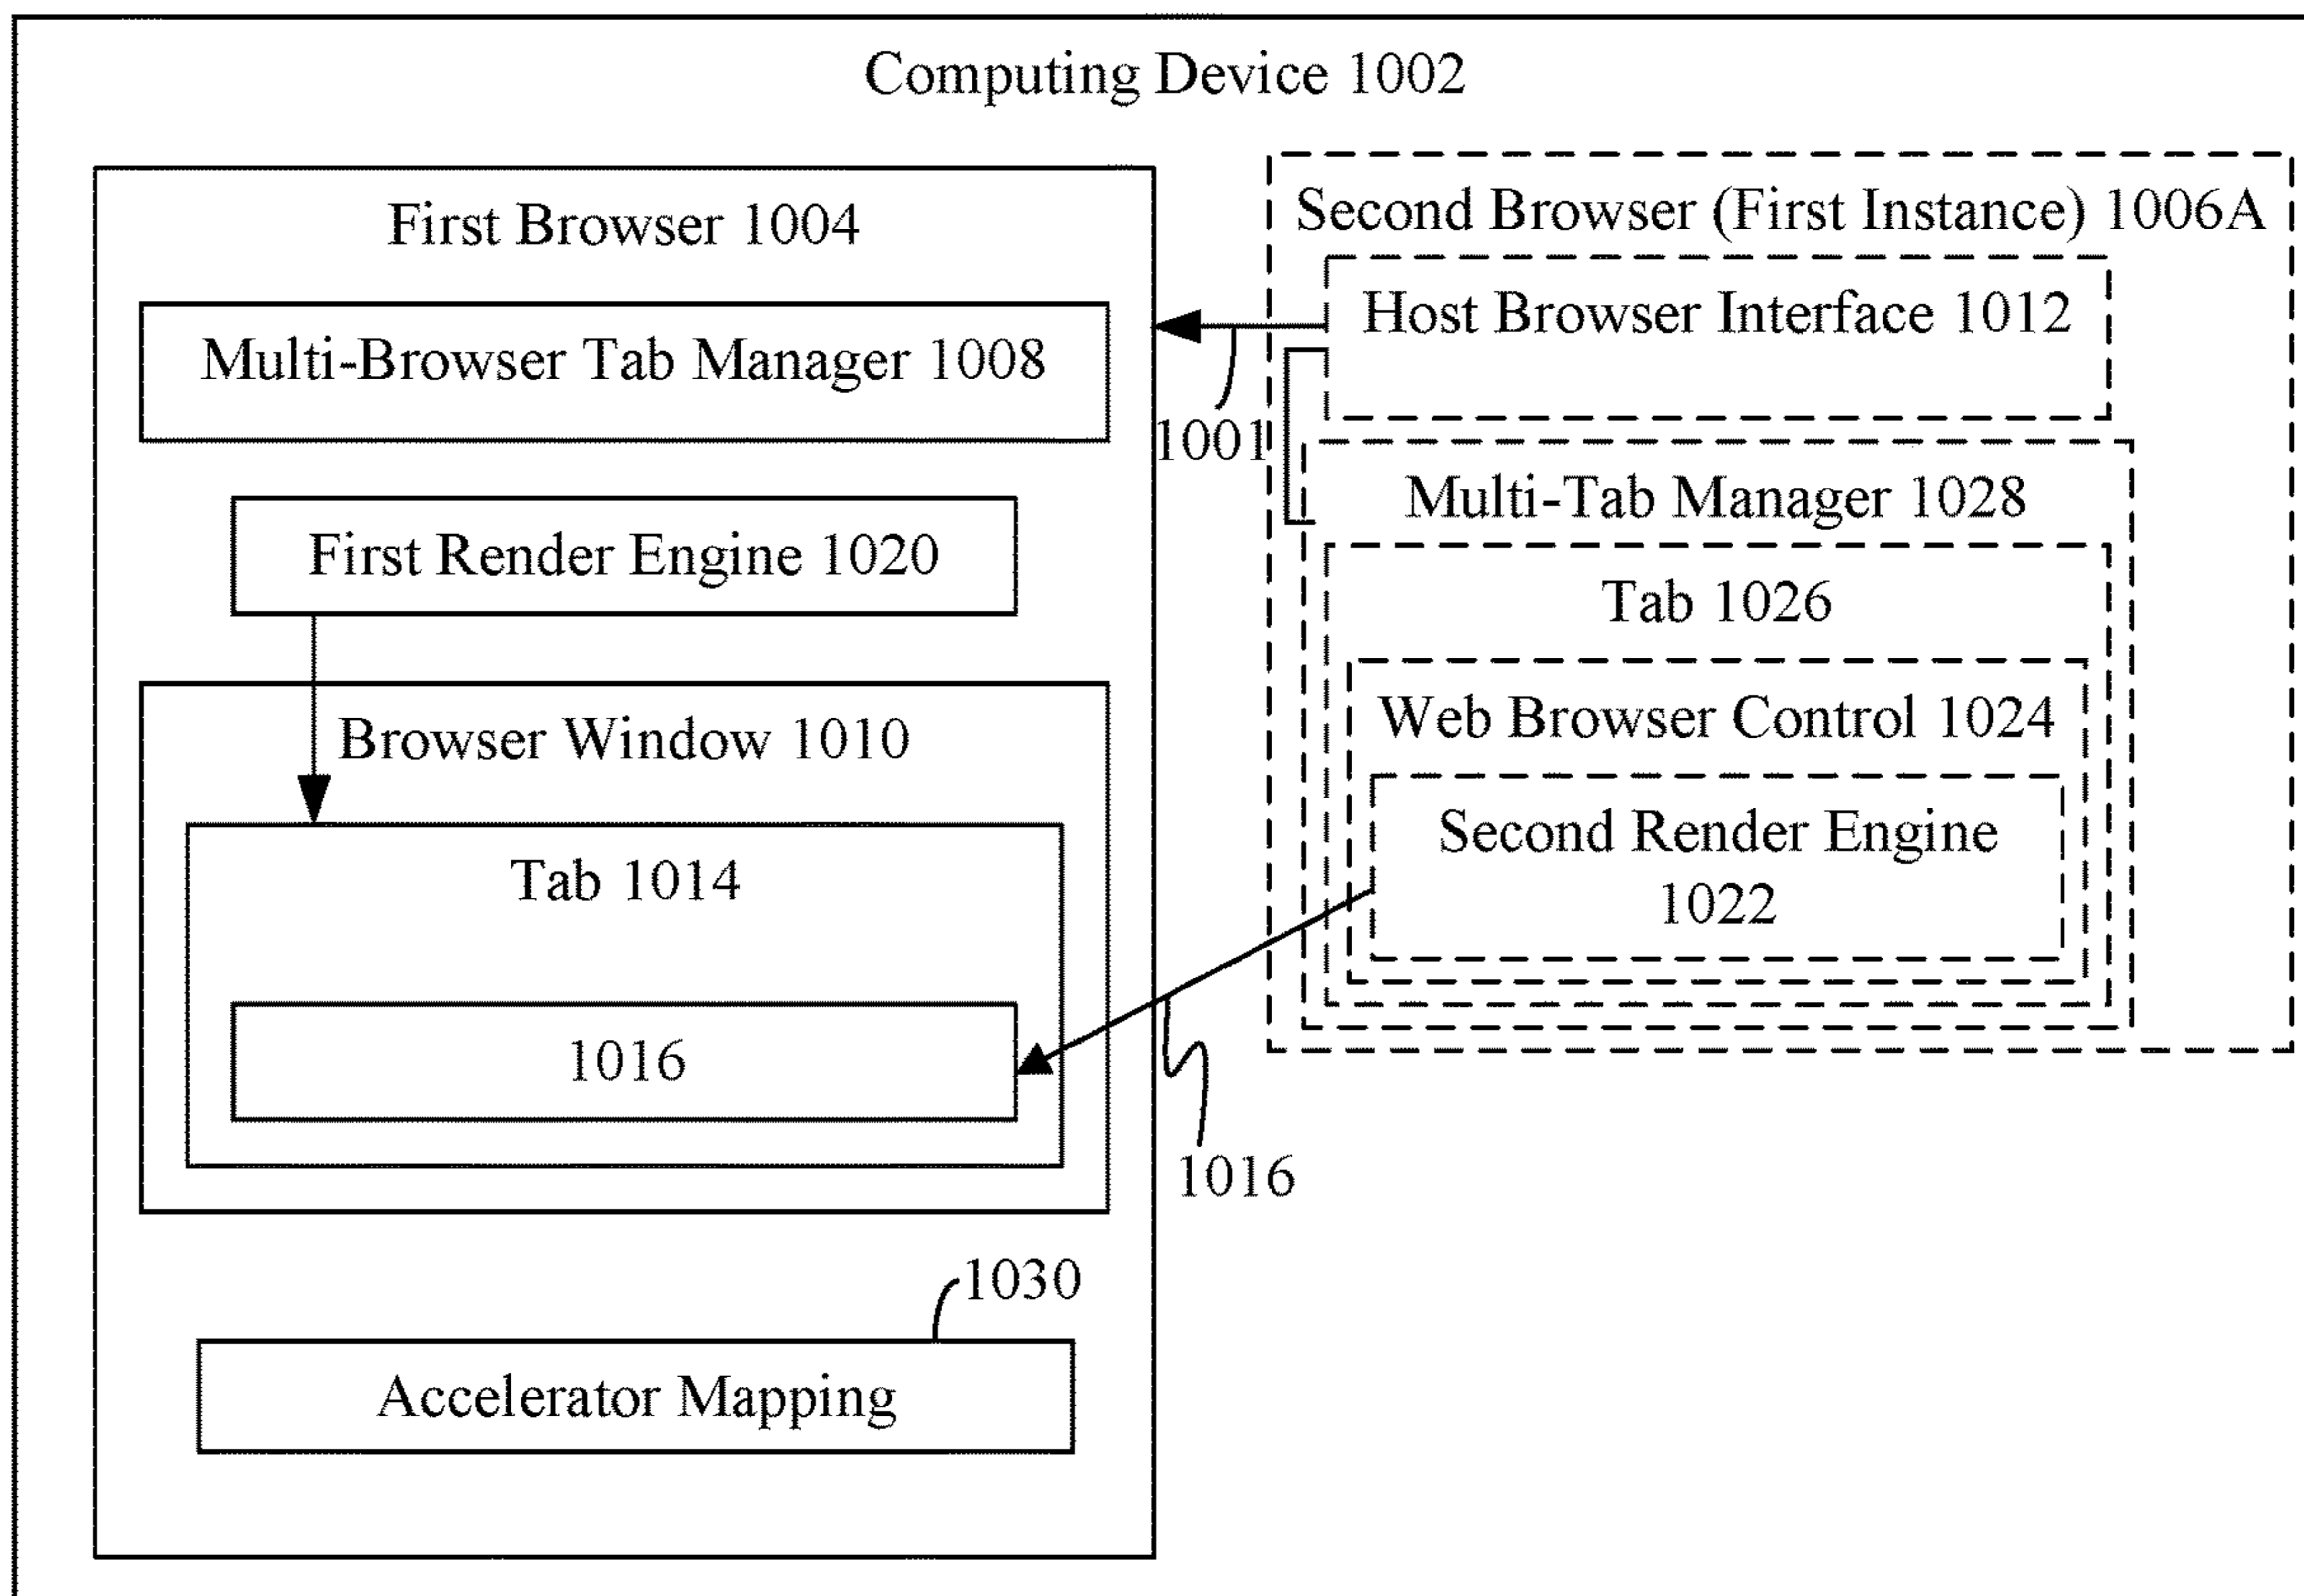 Computing Device 1002
First Browser 1004
Multi-Browser Tab Manager 1008
First Render Engine 1020
Browser Window 1010
Tab 1014
1016
1030
Accelerator Mapping
1001
1016
Second Browser (First Instance) 1006A
Host Browser Interface 1012
Multi-Tab Manager 1028
Tab 1026
Web Browser Control 1024
Second Render Engine
1022